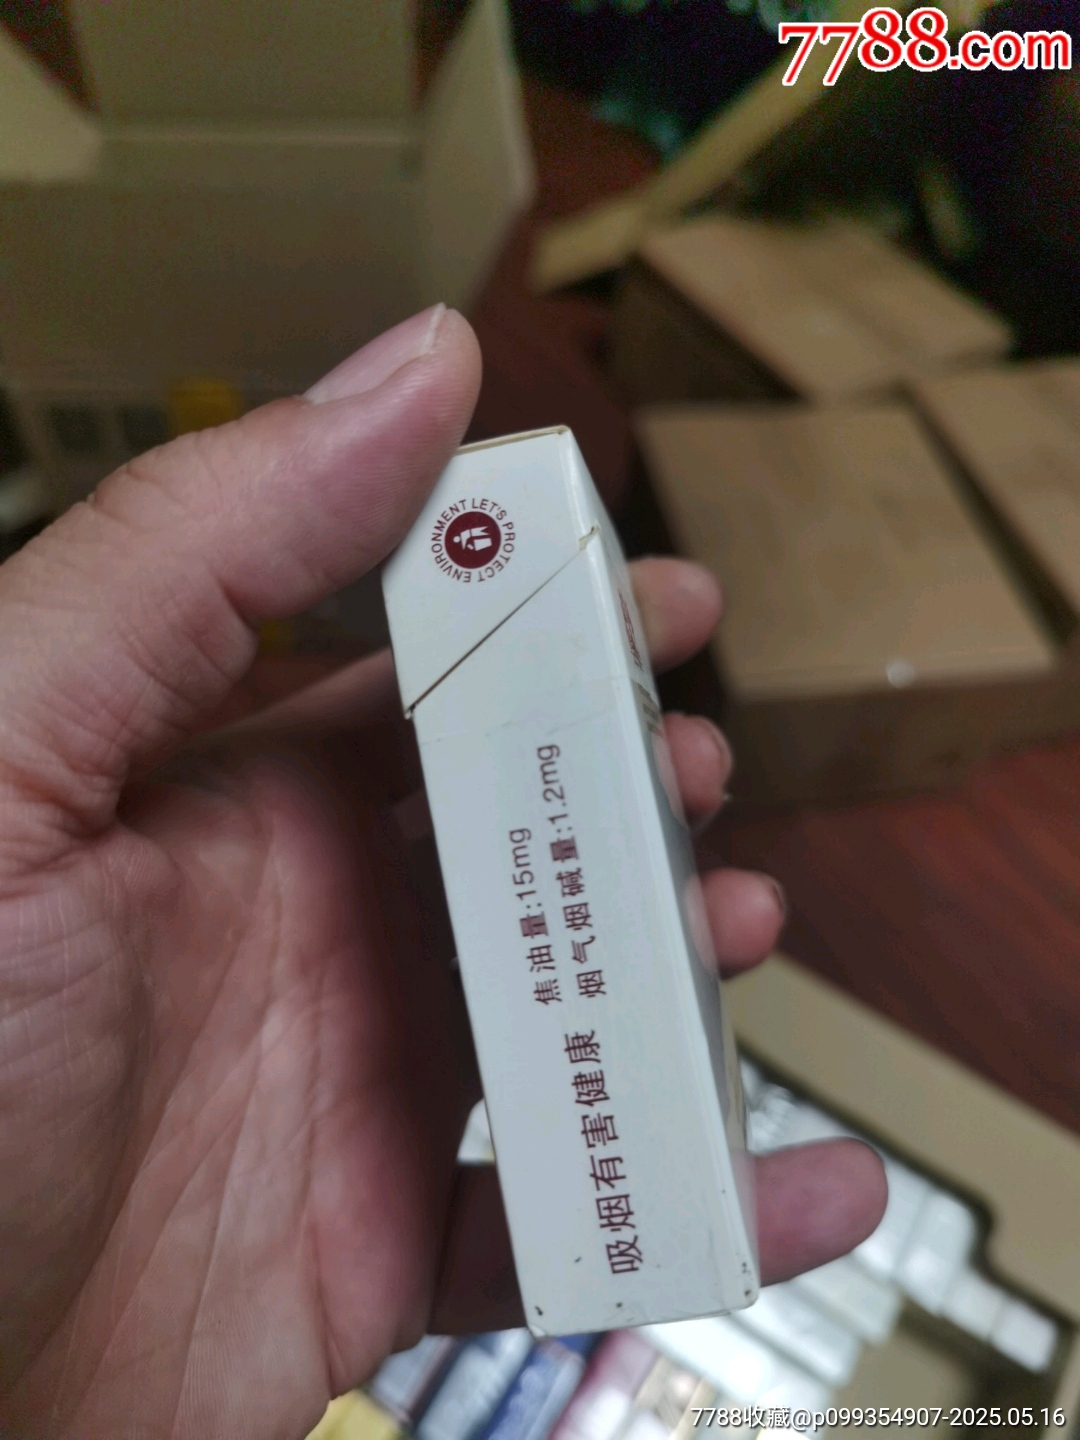 7788.com
LET'S PROTECT ENVIRONMENT
吸烟有害健康
焦油量:15mg
烟气烟碱量:1.2mg
7788收藏@p099354907-2025.05.16